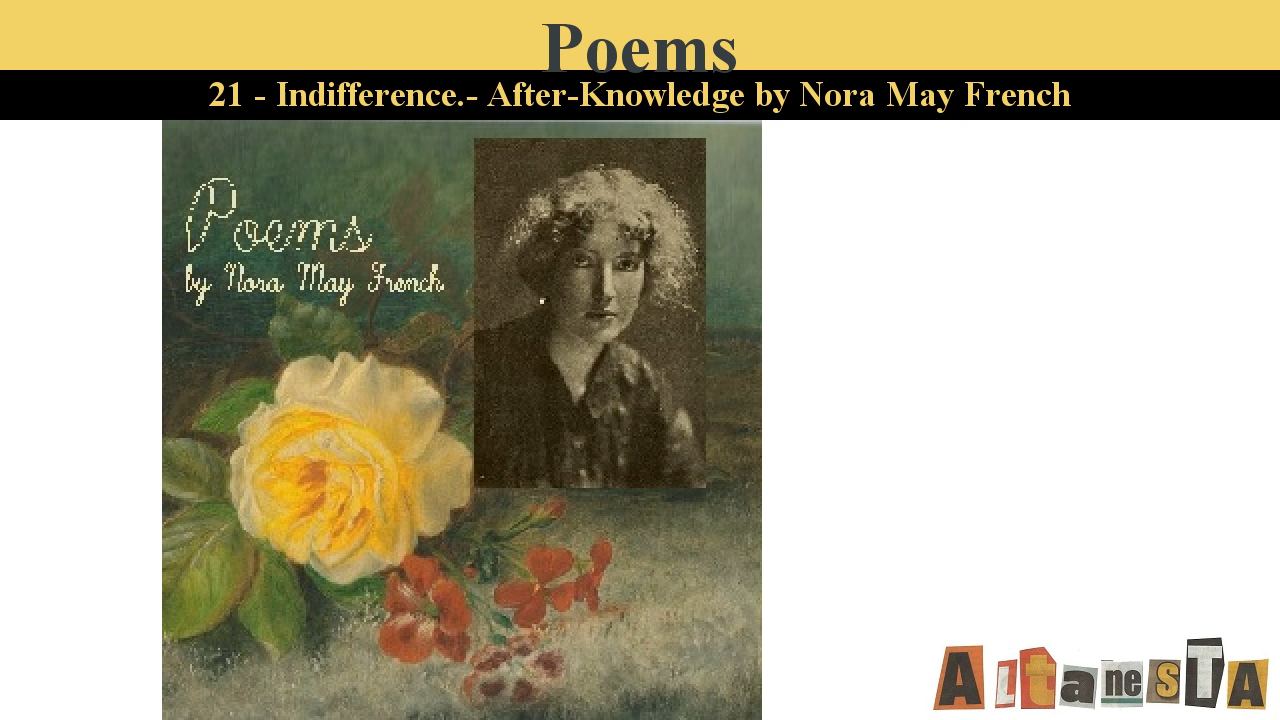 Poems
21 - Indifference.- After-Knowledge by Nora May French
Poems
by Nora May French
AltanesTA